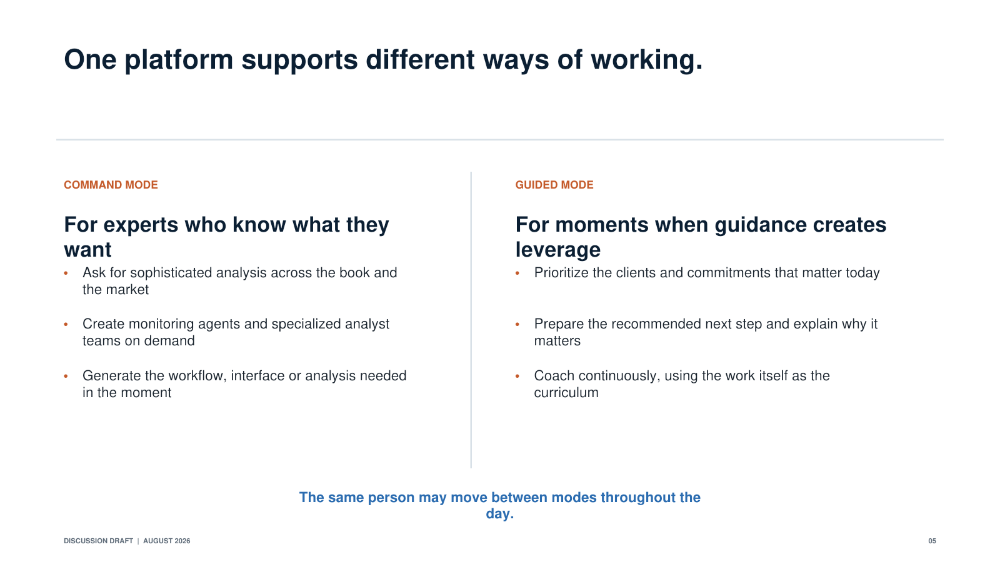 One platform supports different ways of working.
COMMAND MODE
For experts who know what they
want
• Ask for sophisticated analysis across the book and
the market
• Create monitoring agents and specialized analyst
teams on demand
• Generate the workflow, interface or analysis needed
in the moment
GUIDED MODE
For moments when guidance creates
leverage
• Prioritize the clients and commitments that matter today
• Prepare the recommended next step and explain why it
matters
• Coach continuously, using the work itself as the
curriculum
The same person may move between modes throughout the
day.
DISCUSSION DRAFT | AUGUST 2026
05